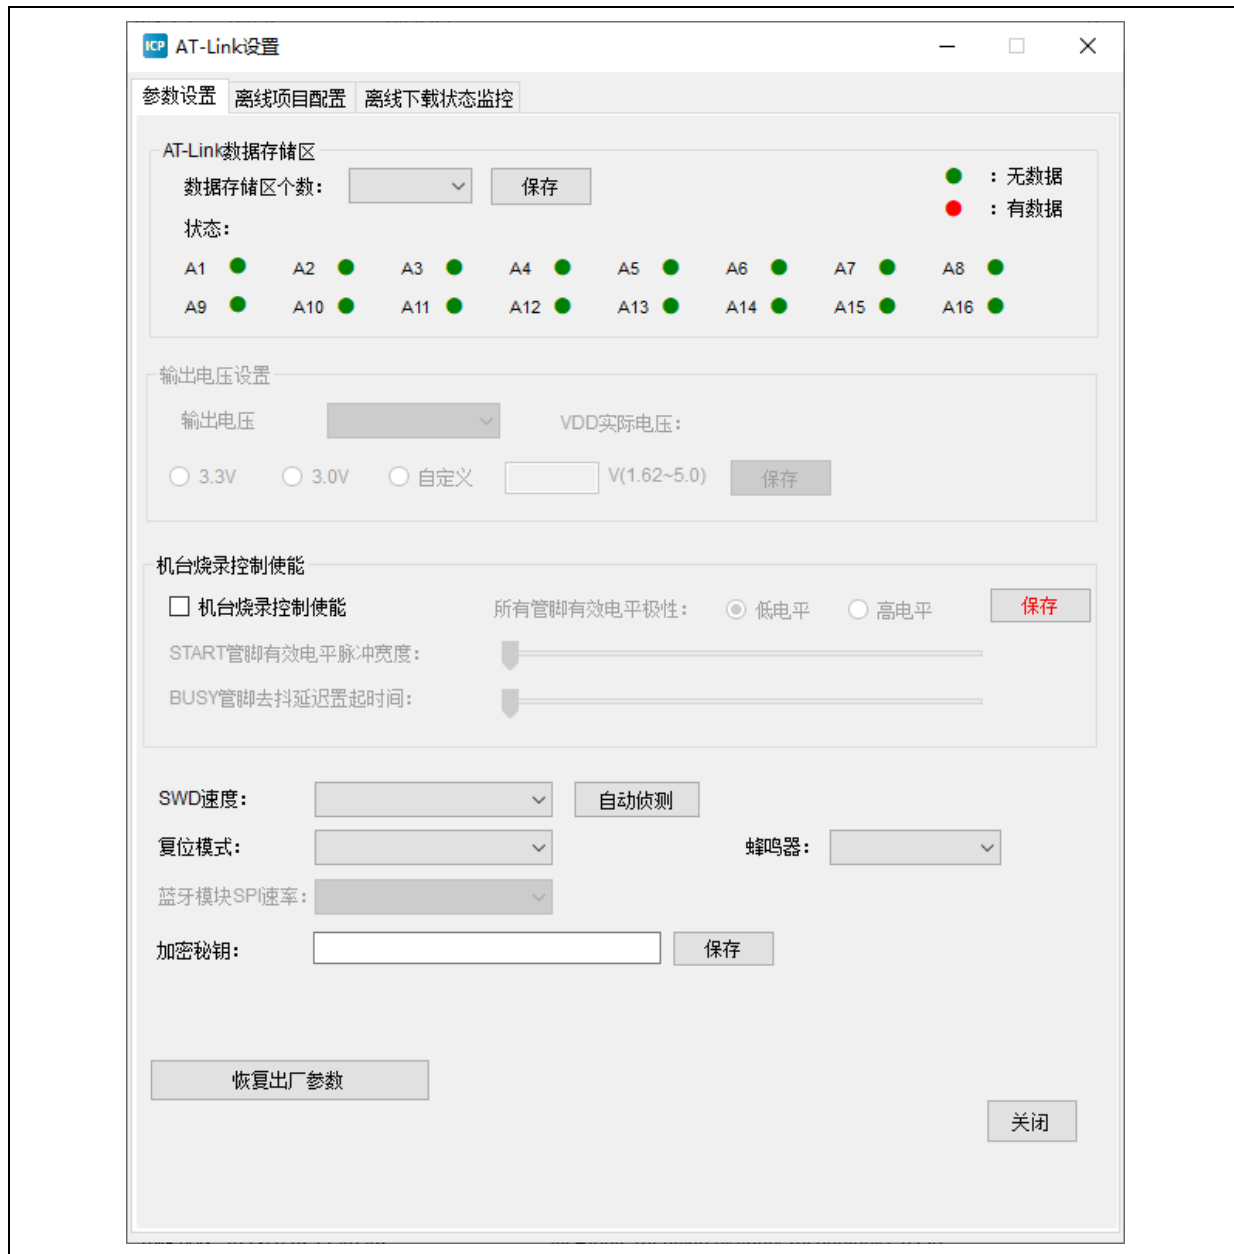 ICP AT-Link设置
参数设置 离线项目配置 离线下载状态监控
AT-Link数据存储区
数据存储区个数： 保存 ：无数据
：有数据
状态：
A1 A2 A3 A4 A5 A6 A7 A8
A9 A10 A11 A12 A13 A14 A15 A16
输出电压设置
输出电压 VDD实际电压：
3.3V 3.0V 自定义 V(1.62~5.0) 保存
机台烧录控制使能
机台烧录控制使能 所有管脚有效电平极性： 低电平 高电平 保存
START管脚有效电平脉冲宽度：
BUSY管脚去抖延迟置起时间：
SWD速度： 自动侦测
复位模式： 蜂鸣器：
蓝牙模块SPI速率：
加密秘钥： 保存
恢复出厂参数
关闭